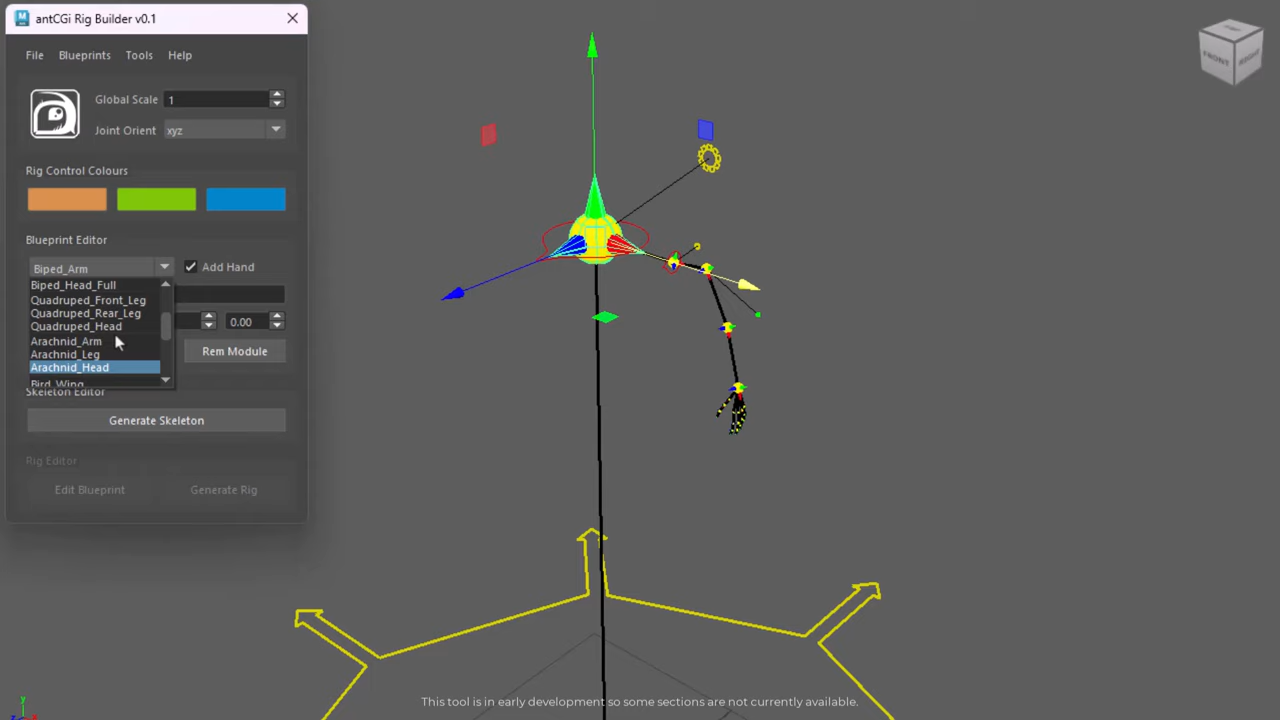 antCGi Rig Builder v0.1
File Blueprints Tools Help
Global Scale 1
Joint Orient xyz
Rig Control Colours
Blueprint Editor
Biped_Arm Add Hand
Biped_Head_Full
Quadruped_Front_Leg
Quadruped_Rear_Leg
Quadruped_Head
Arachnid_Arm
Arachnid_Leg
Arachnid_Head
Bird_Wing
0.00
Rem Module
Skeleton Editor
Generate Skeleton
Rig Editor
Edit Blueprint Generate Rig
FRONT
y
This tool is in early development so some sections are not currently available.